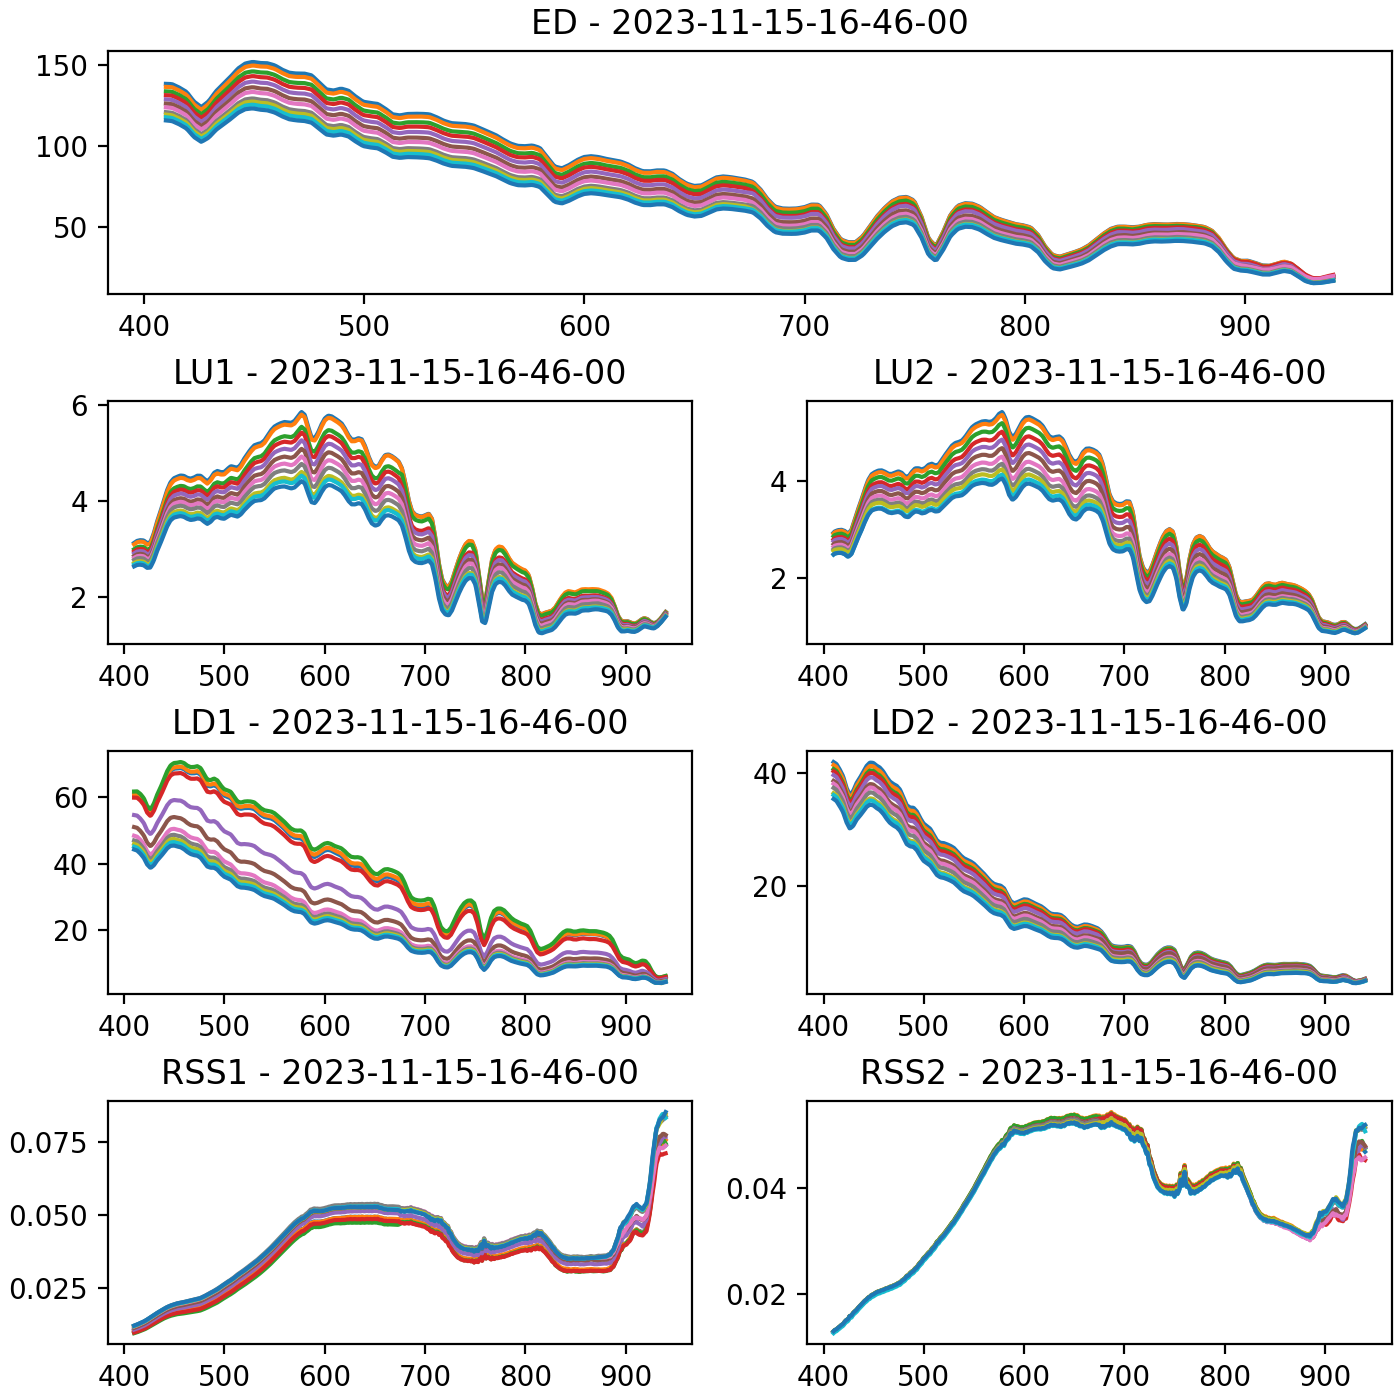 ED - 2023-11-15-16-46-00
150
100
50
400 500 600 700 800 900
LU1 - 2023-11-15-16-46-00
6
4
2
400 500 600 700 800 900
LU2 - 2023-11-15-16-46-00
4
2
400 500 600 700 800 900
LD1 - 2023-11-15-16-46-00
60
40
20
400 500 600 700 800 900
LD2 - 2023-11-15-16-46-00
40
20
400 500 600 700 800 900
RSS1 - 2023-11-15-16-46-00
0.075
0.050
0.025
400 500 600 700 800 900
RSS2 - 2023-11-15-16-46-00
0.04
0.02
400 500 600 700 800 900